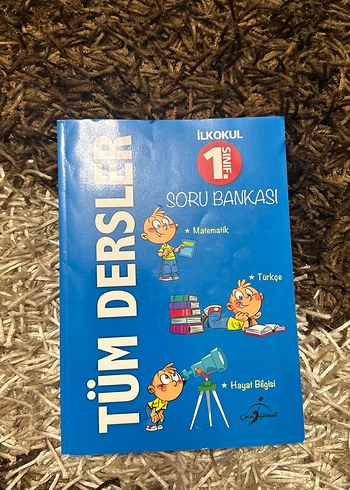 TÜM DERSLER
İLKOKUL
1. SINIF
SORU BANKASI
★ Matematik
★ Türkçe
★ Hayat Bilgisi